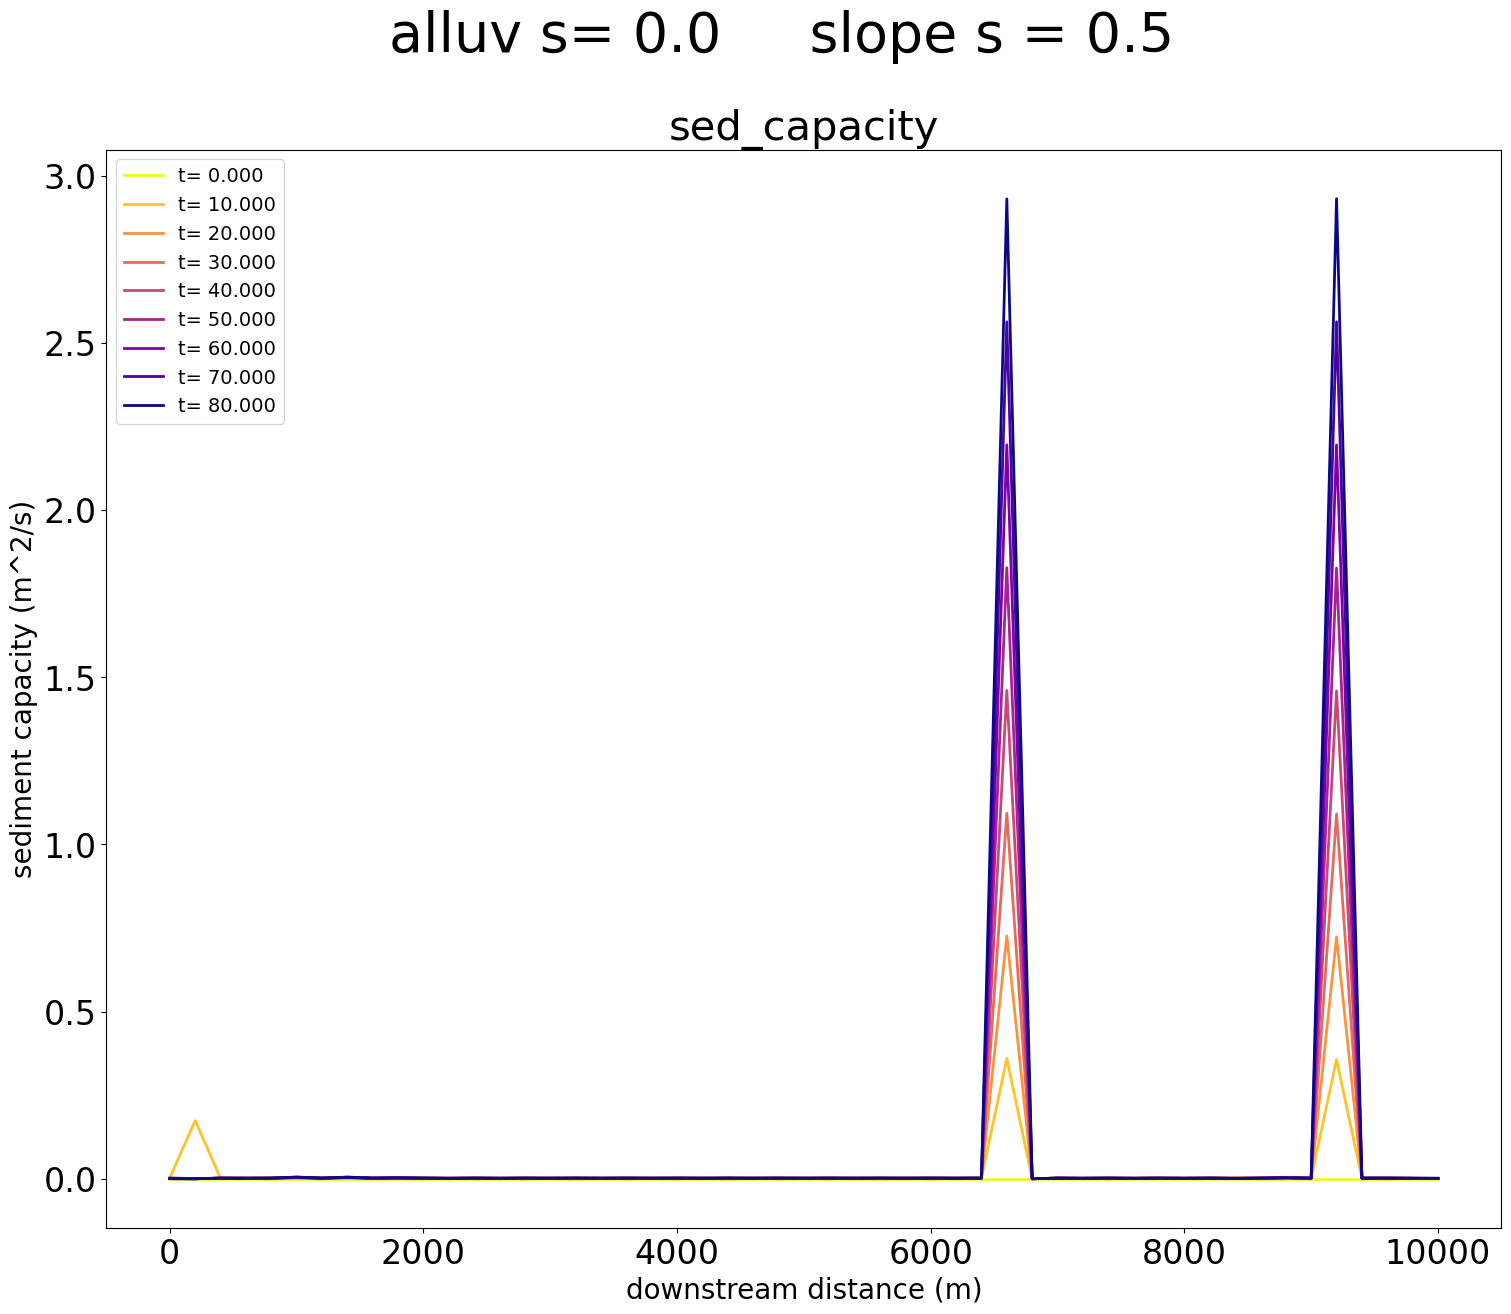 alluv s= 0.0     slope s = 0.5
sed_capacity
t= 0.000
t= 10.000
t= 20.000
t= 30.000
t= 40.000
t= 50.000
t= 60.000
t= 70.000
t= 80.000
3.0
2.5
2.0
1.5
1.0
0.5
0.0
sediment capacity (m^2/s)
0 2000 4000 6000 8000 10000
downstream distance (m)